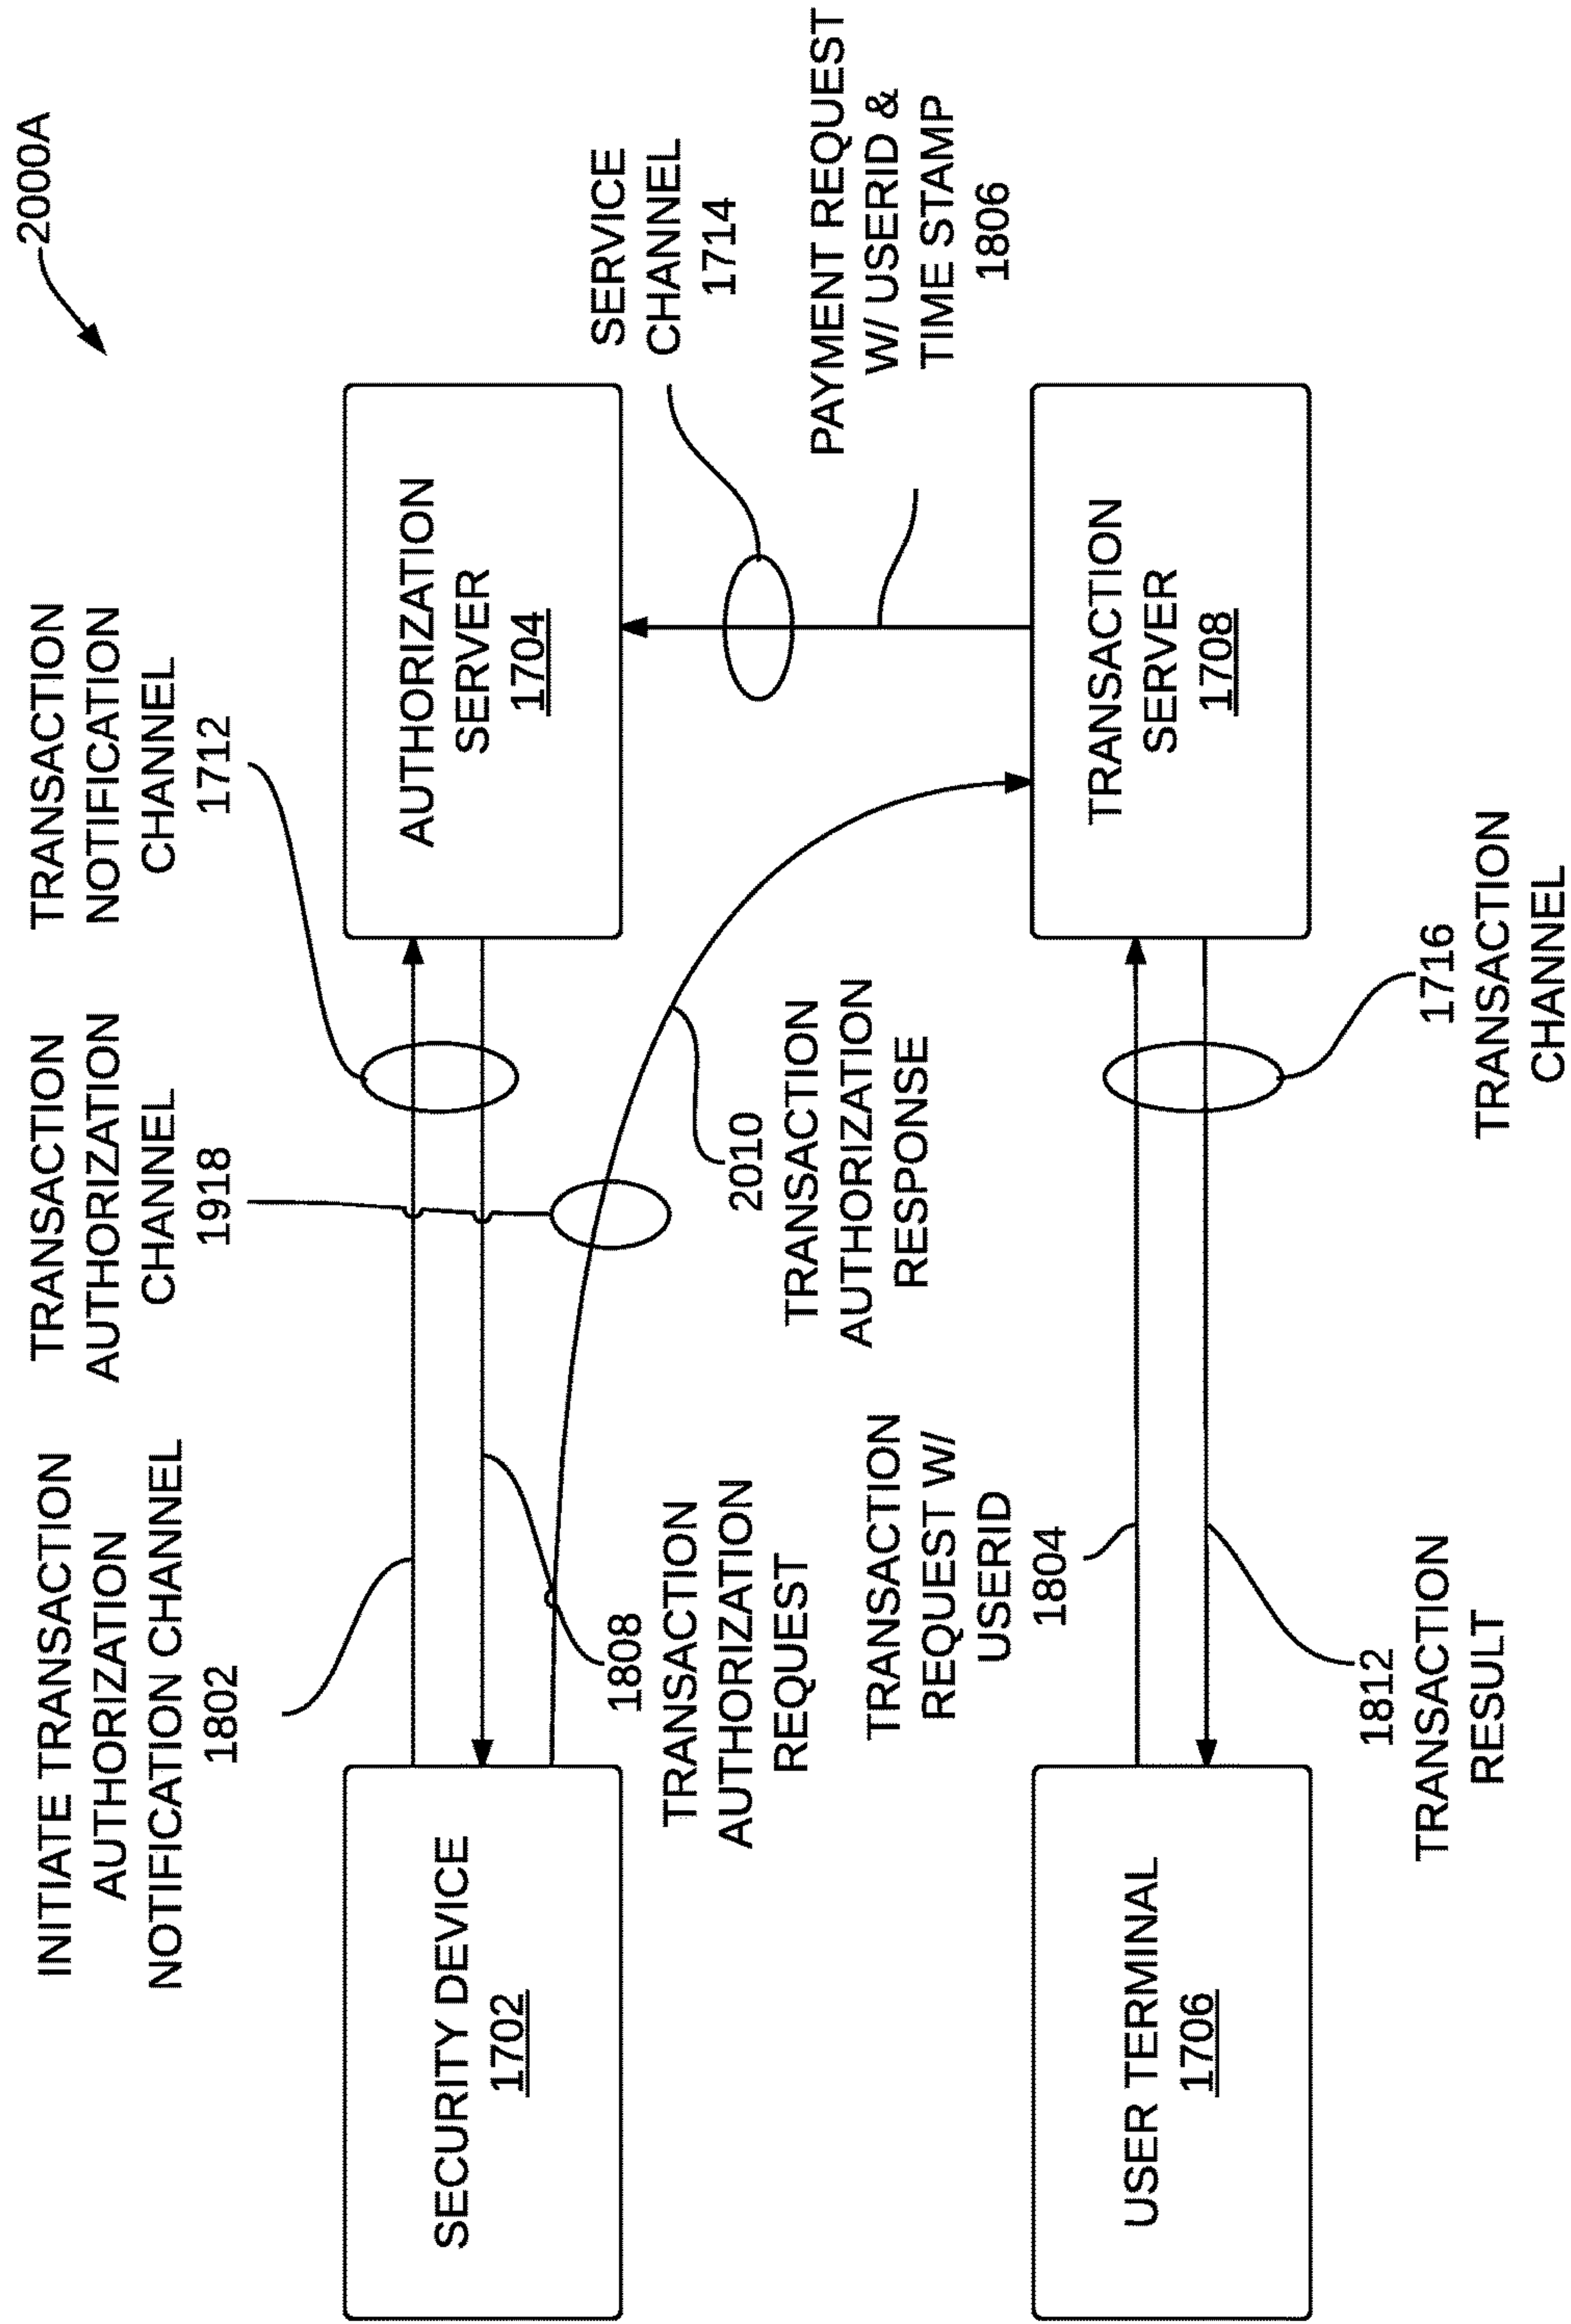 2000A
INITIATE TRANSACTION
AUTHORIZATION
NOTIFICATION CHANNEL
1802
TRANSACTION
AUTHORIZATION
CHANNEL
1918
TRANSACTION
NOTIFICATION
CHANNEL
1712
SECURITY DEVICE
1702
AUTHORIZATION
SERVER
1704
SERVICE
CHANNEL
1714
1808
TRANSACTION
AUTHORIZATION
REQUEST
2010
TRANSACTION
AUTHORIZATION
RESPONSE
PAYMENT REQUEST
W/ USERID &
TIME STAMP
1806
TRANSACTION
REQUEST W/
USERID
1804
USER TERMINAL
1706
TRANSACTION
SERVER
1708
1812
TRANSACTION
RESULT
1716
TRANSACTION
CHANNEL